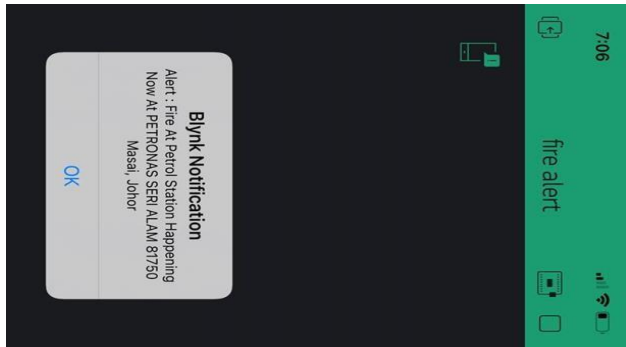 7:06
fire alert
Blynk Notification
Alert : Fire At Petrol Station Happening
Now At PETRONAS SERI ALAM 81750
Masai, Johor
OK